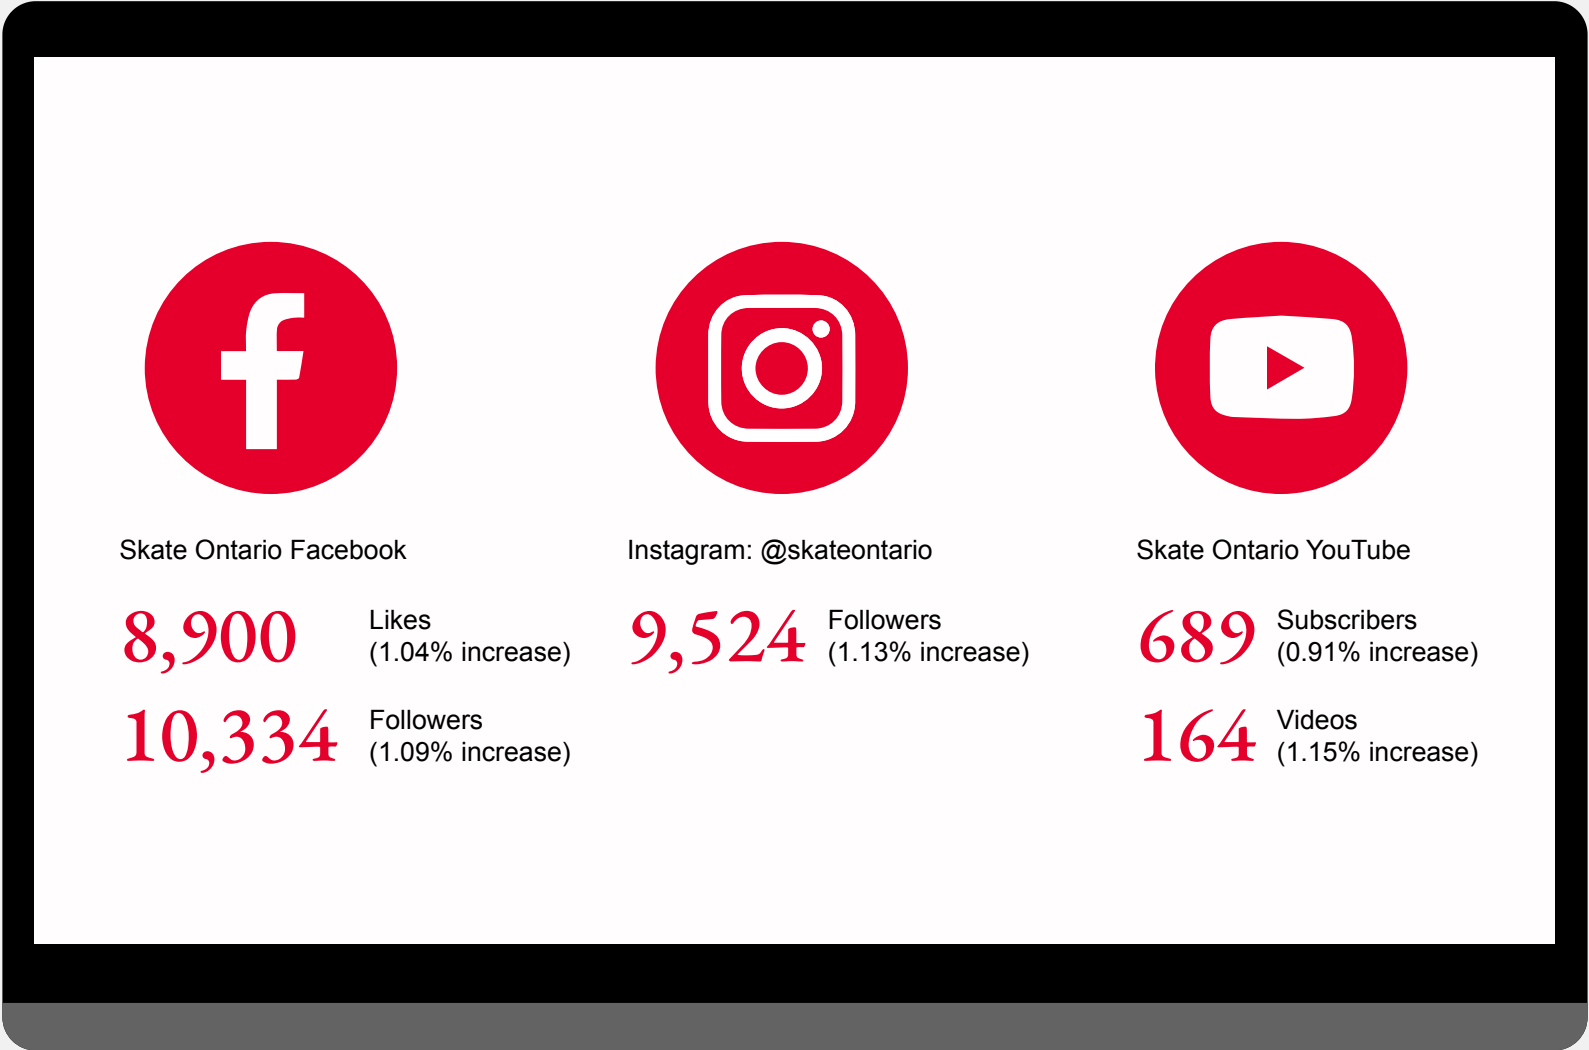 Skate Ontario Facebook
8,900
Likes
(1.04% increase)
10,334
Followers
(1.09% increase)
Instagram: @skateontario
9,524
Followers
(1.13% increase)
Skate Ontario YouTube
689
Subscribers
(0.91% increase)
164
Videos
(1.15% increase)